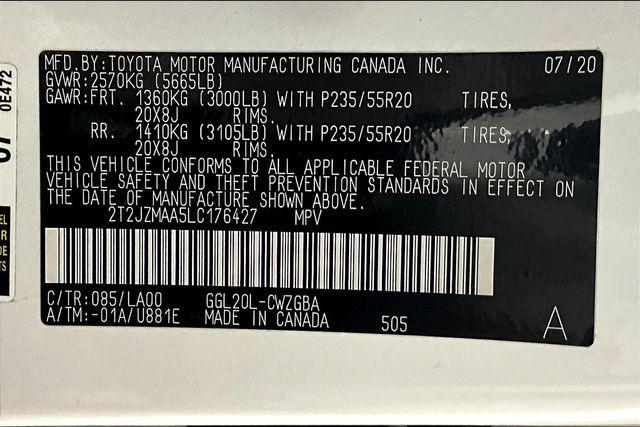 MFD.BY:TOYOTA MOTOR MANUFACTURING CANADA INC. 07/20
GVWR:2570KG (5665LB)
GAWR:FRT. 1360KG (3000LB) WITH P235/55R20 TIRES,
20X8J RIMS.
RR. 1410KG (3105LB) WITH P235/55R20 TIRES,
20X8J RIMS.
THIS VEHICLE CONFORMS TO ALL APPLICABLE FEDERAL MOTOR
VEHICLE SAFETY AND THEFT PREVENTION STANDARDS IN EFFECT ON
THE DATE OF MANUFACTURE SHOWN ABOVE.
2T2JZMAA5LC176427 MPV
C/TR:085/LA00 GGL20L-CWZGBA
A/TM:-01A/U881E MADE IN CANADA 505 A
0E472